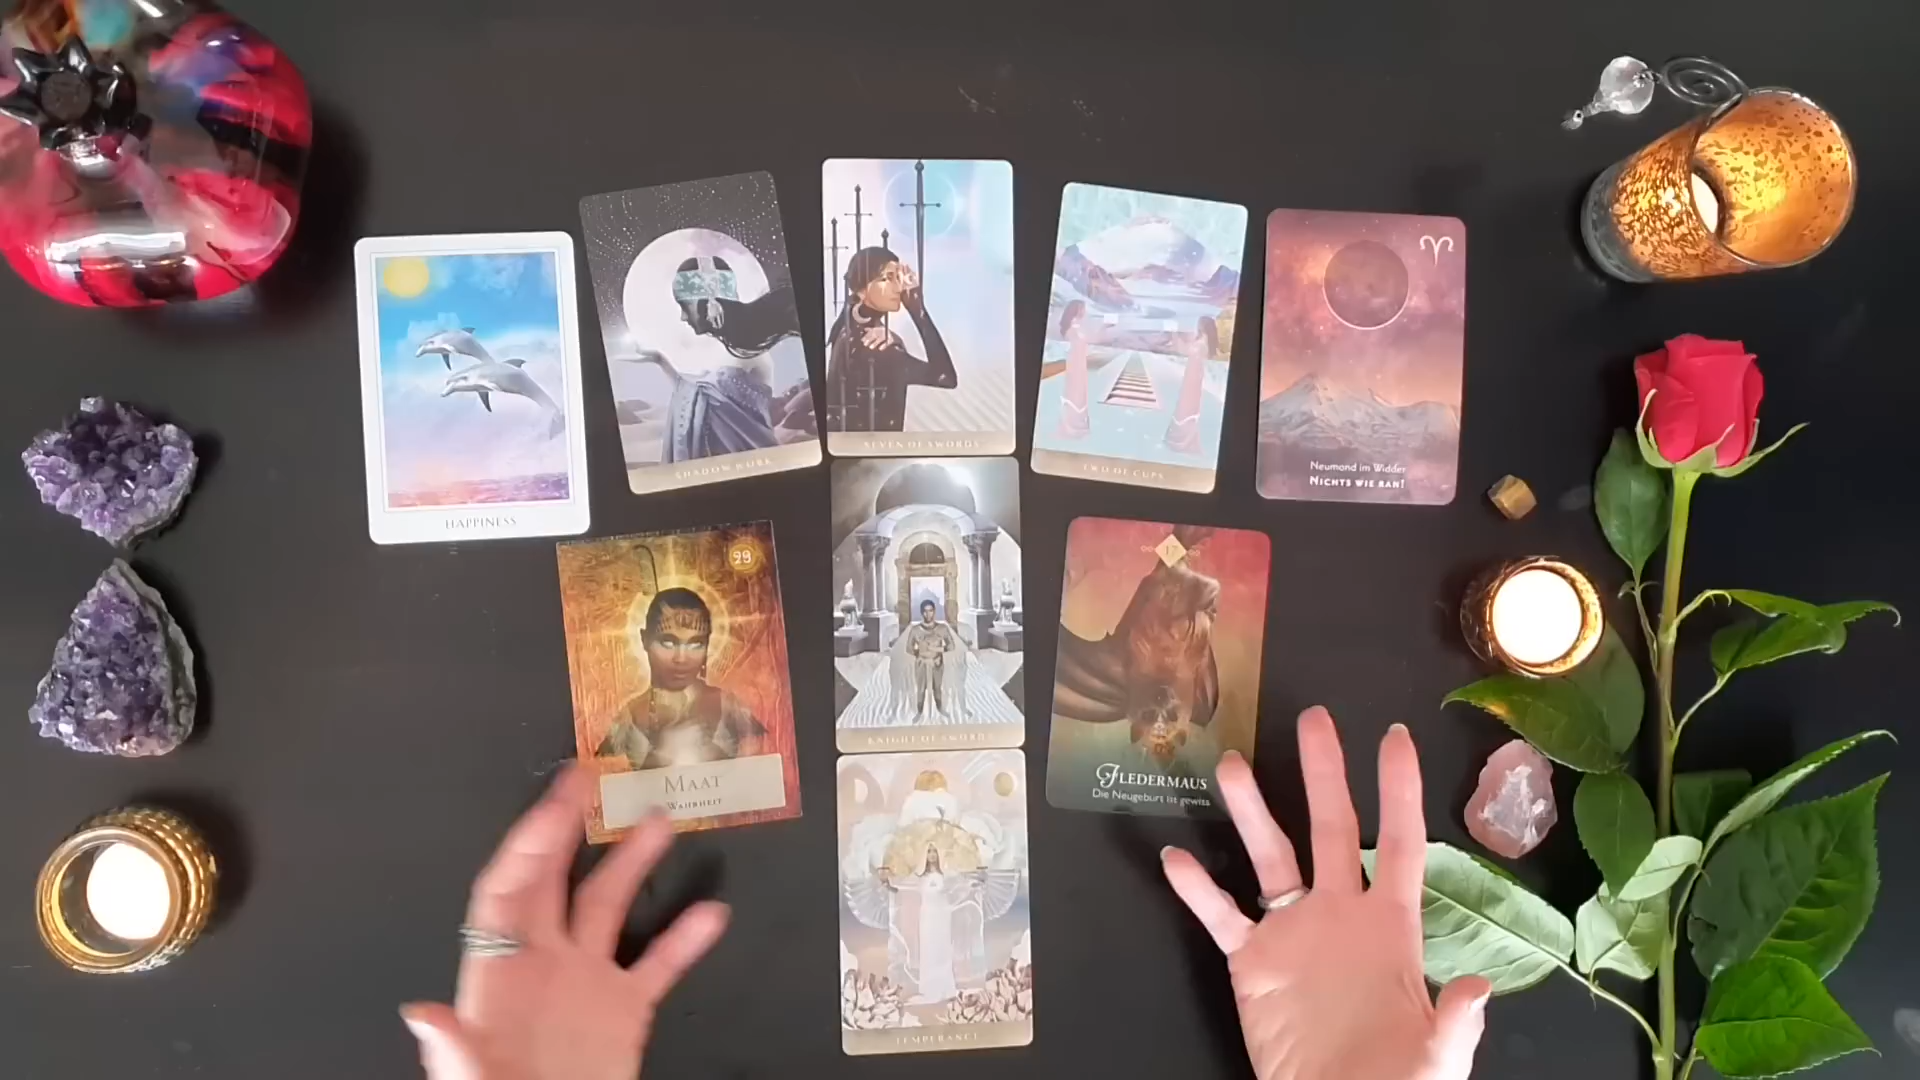 HAPPINESS
SHADOW WORK
SEVEN OF SWORDS
TWO OF CUPS
Neumond im Widder
NICHTS WIE RAN!
29
MAAT
WAHRHEIT
KNIGHT OF SWORDS
17
FLEDERMAUS
Die Neugeburt ist gewiss
TEMPERANCE